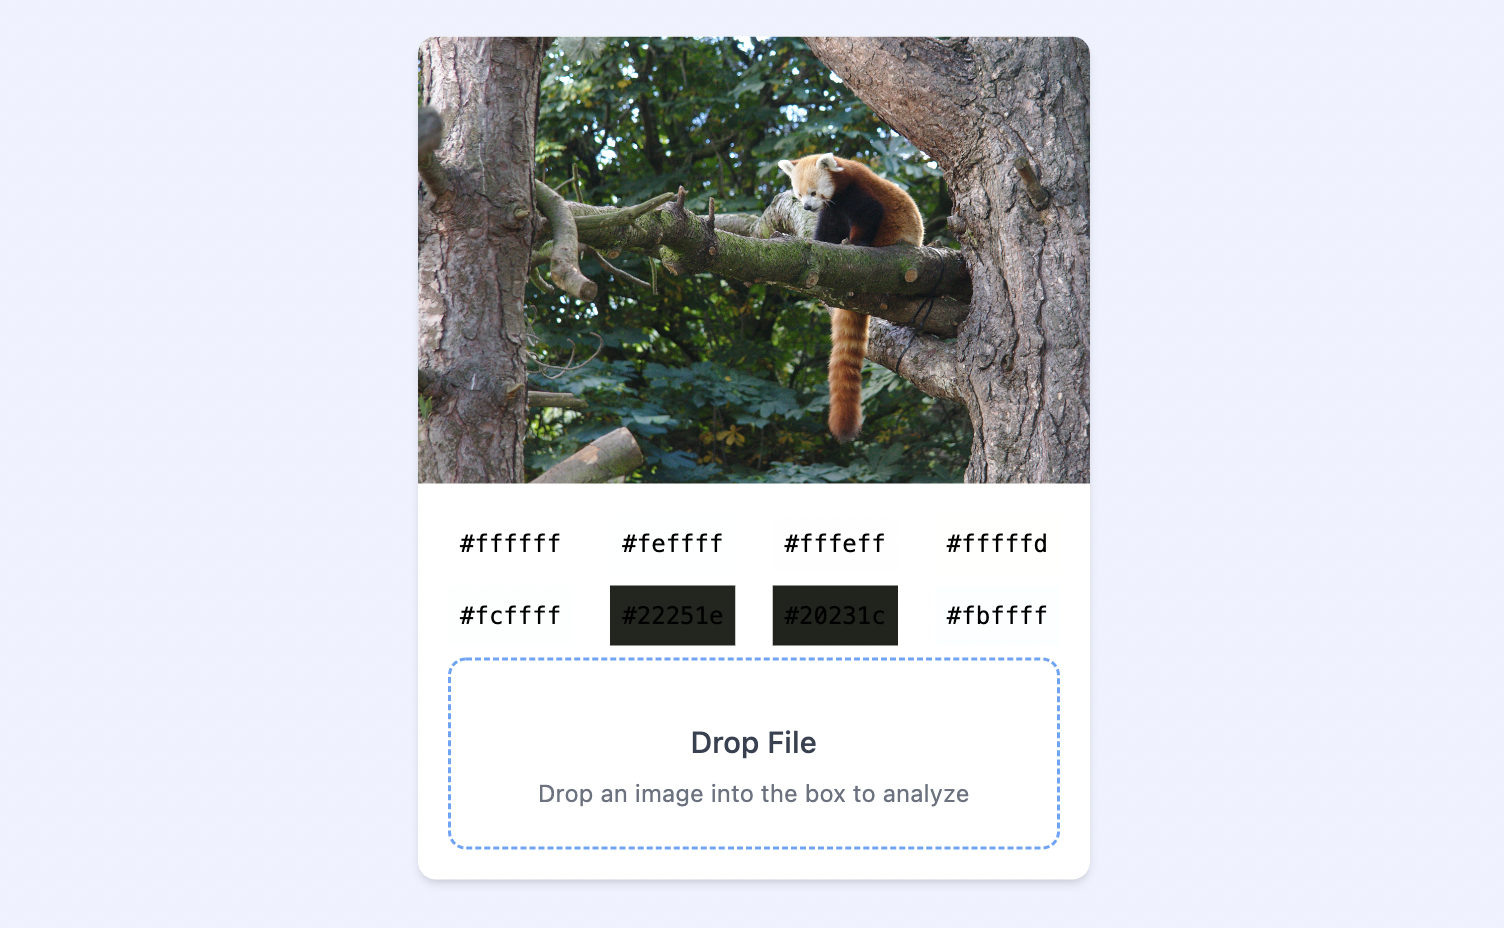 #ffffff #feffff #fffeff #fffffd
#fcffff #22251e #20231c #fbffff
Drop File
Drop an image into the box to analyze